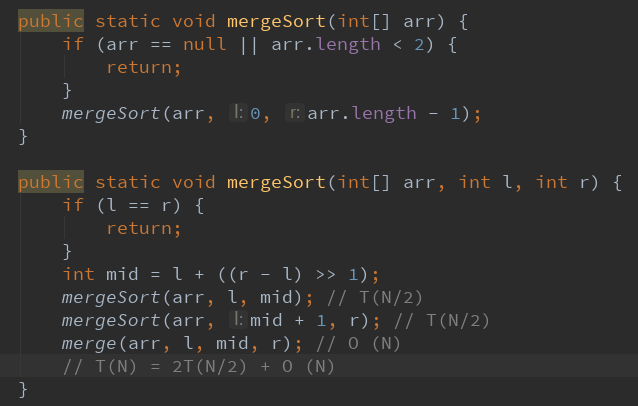 public static void mergeSort(int[] arr) {
if (arr == null || arr.length < 2) {
return;
}
mergeSort(arr, l: 0, r: arr.length - 1);
}
public static void mergeSort(int[] arr, int l, int r) {
if (l == r) {
return;
}
int mid = l + ((r - l) >> 1);
mergeSort(arr, l, mid); // T(N/2)
mergeSort(arr, l: mid + 1, r); // T(N/2)
merge(arr, l, mid, r); // O (N)
// T(N) = 2T(N/2) + O (N)
}